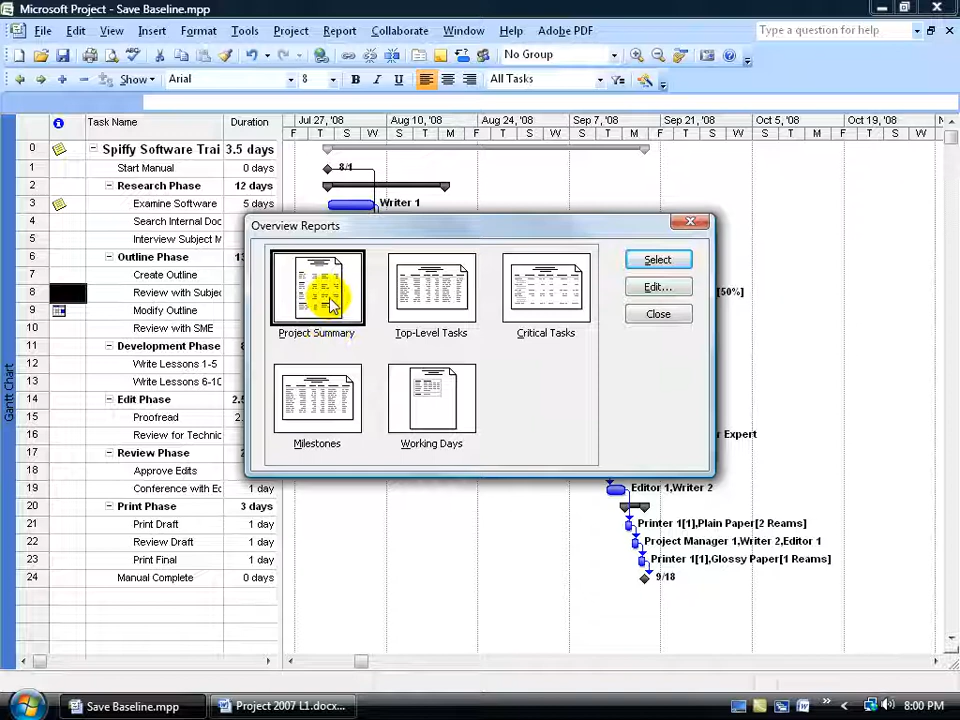 Microsoft Project - Save Baseline.mpp
File Edit View Insert Format Tools Project Report Collaborate Window Help Adobe PDF
Type a question for help
No Group
Show Arial 8 B I U All Tasks
Task Name Duration
Jul 27, '08 Aug 10, '08 Aug 24, '08 Sep 7, '08 Sep 21, '08 Oct 5, '08 Oct 19, '08
F T S W S T M F T S W S T M F T S W
0 Spiffy Software Trai 3.5 days
1 Start Manual 0 days 8/1
2 Research Phase 12 days
3 Examine Software 5 days Writer 1
4 Search Internal Doc
5 Interview Subject M
6 Outline Phase
7 Create Outline
8 Review with Subje [50%]
9 Modify Outline
10 Review with SME
11 Development Phase
12 Write Lessons 1-5
13 Write Lessons 6-10
14 Edit Phase
15 Proofread
16 Review for Technic r Expert
17 Review Phase
18 Approve Edits
19 Conference with Ed 1 day Editor 1,Writer 2
20 Print Phase 3 days
21 Print Draft 1 day Printer 1[1],Plain Paper[2 Reams]
22 Review Draft 1 day Project Manager 1,Writer 2,Editor 1
23 Print Final 1 day Printer 1[1],Glossy Paper[1 Reams]
24 Manual Complete 0 days 9/18
Gantt Chart
Overview Reports
Project Summary Top-Level Tasks Critical Tasks
Milestones Working Days
Select
Edit...
Close
Save Baseline.mpp Project 2007 L1.docx... 8:00 PM